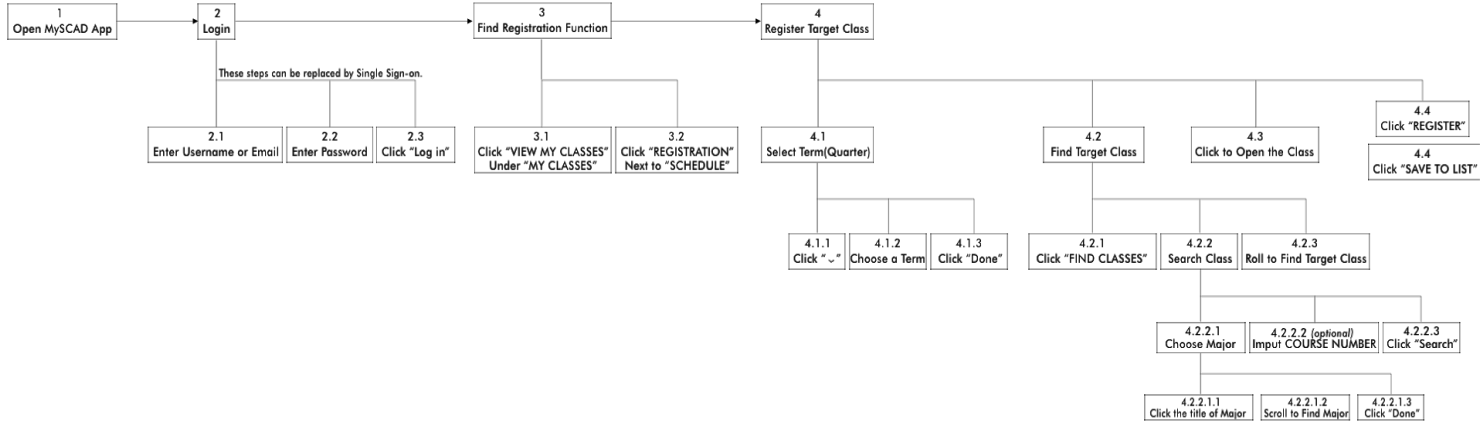 1
Open MySCAD App
2
Login
3
Find Registration Function
4
Register Target Class
These steps can be replaced by Single Sign-on.
2.1
Enter Username or Email
2.2
Enter Password
2.3
Click “Log in”
3.1
Click “VIEW MY CLASSES”
Under “MY CLASSES”
3.2
Click “REGISTRATION”
Next to “SCHEDULE”
4.1
Select Term(Quarter)
4.2
Find Target Class
4.3
Click to Open the Class
4.4
Click “REGISTER”
4.4
Click “SAVE TO LIST”
4.1.1
Click “⌄”
4.1.2
Choose a Term
4.1.3
Click “Done”
4.2.1
Click “FIND CLASSES”
4.2.2
Search Class
4.2.3
Roll to Find Target Class
4.2.2.1
Choose Major
4.2.2.2 (optional)
Imput COURSE NUMBER
4.2.2.3
Click “Search”
4.2.2.1.1
Click the title of Major
4.2.2.1.2
Scroll to Find Major
4.2.2.1.3
Click “Done”